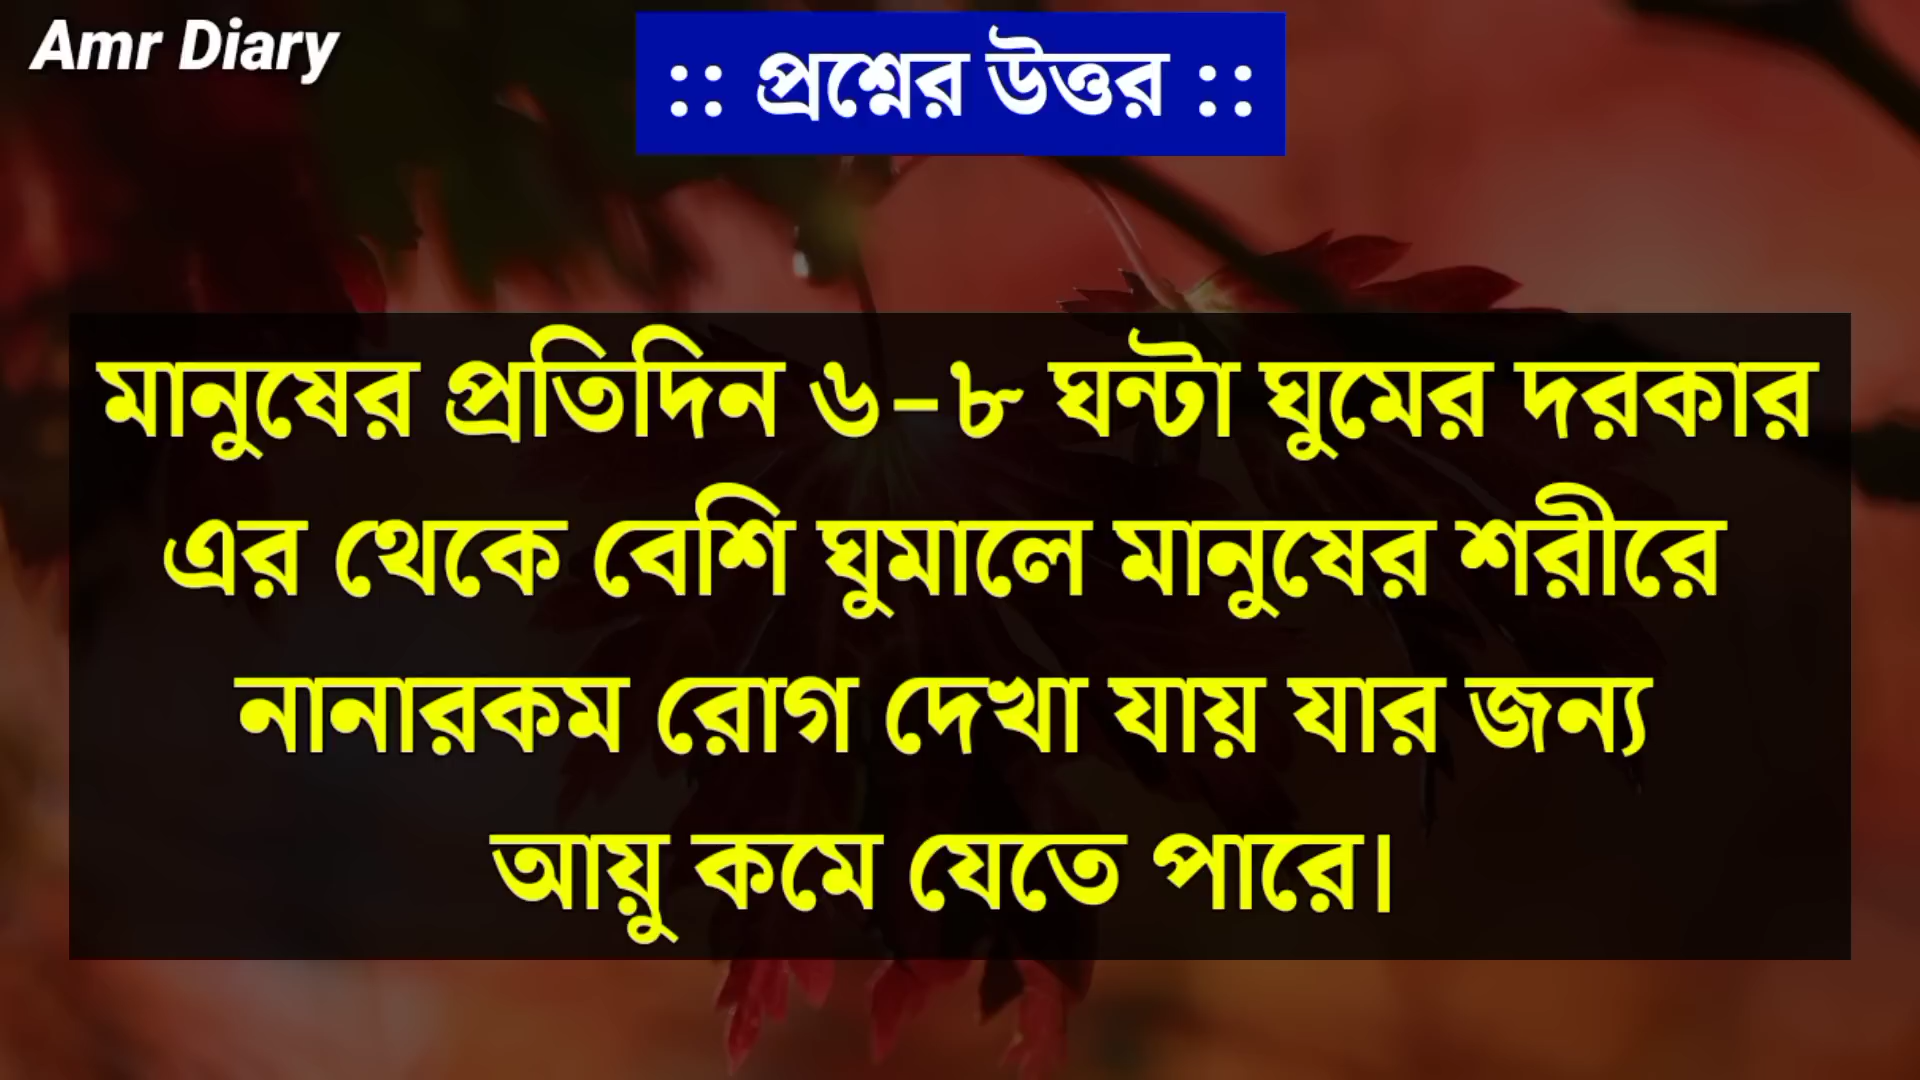 Amr Diary
:: প্রশ্নের উত্তর ::
মানুষের প্রতিদিন ৬-৮ ঘন্টা ঘুমের দরকার
এর থেকে বেশি ঘুমালে মানুষের শরীরে
নানারকম রোগ দেখা যায় যার জন্য
আয়ু কমে যেতে পারে।